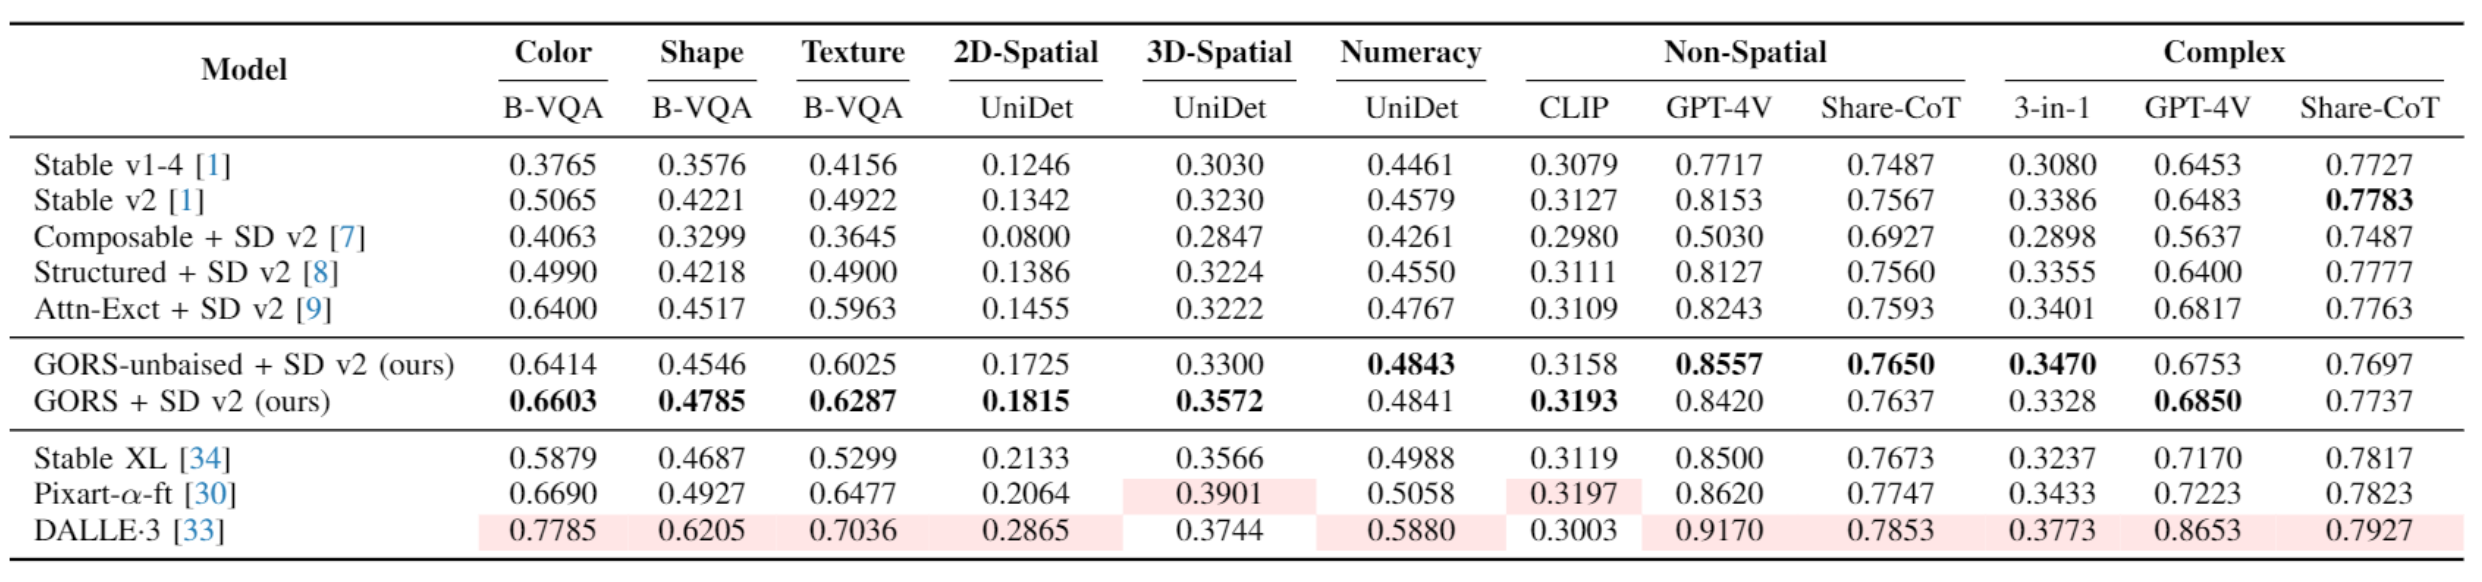 Model Color Shape Texture 2D-Spatial 3D-Spatial Numeracy Non-Spatial Complex
B-VQA B-VQA B-VQA UniDet UniDet UniDet CLIP GPT-4V Share-CoT 3-in-1 GPT-4V Share-CoT
Stable v1-4 [1] 0.3765 0.3576 0.4156 0.1246 0.3030 0.4461 0.3079 0.7717 0.7487 0.3080 0.6453 0.7727
Stable v2 [1] 0.5065 0.4221 0.4922 0.1342 0.3230 0.4579 0.3127 0.8153 0.7567 0.3386 0.6483 0.7783
Composable + SD v2 [7] 0.4063 0.3299 0.3645 0.0800 0.2847 0.4261 0.2980 0.5030 0.6927 0.2898 0.5637 0.7487
Structured + SD v2 [8] 0.4990 0.4218 0.4900 0.1386 0.3224 0.4550 0.3111 0.8127 0.7560 0.3355 0.6400 0.7777
Attn-Exct + SD v2 [9] 0.6400 0.4517 0.5963 0.1455 0.3222 0.4767 0.3109 0.8243 0.7593 0.3401 0.6817 0.7763
GORS-unbaised + SD v2 (ours) 0.6414 0.4546 0.6025 0.1725 0.3300 0.4843 0.3158 0.8557 0.7650 0.3470 0.6753 0.7697
GORS + SD v2 (ours) 0.6603 0.4785 0.6287 0.1815 0.3572 0.4841 0.3193 0.8420 0.7637 0.3328 0.6850 0.7737
Stable XL [34] 0.5879 0.4687 0.5299 0.2133 0.3566 0.4988 0.3119 0.8500 0.7673 0.3237 0.7170 0.7817
Pixart-α-ft [30] 0.6690 0.4927 0.6477 0.2064 0.3901 0.5058 0.3197 0.8620 0.7747 0.3433 0.7223 0.7823
DALLE·3 [33] 0.7785 0.6205 0.7036 0.2865 0.3744 0.5880 0.3003 0.9170 0.7853 0.3773 0.8653 0.7927